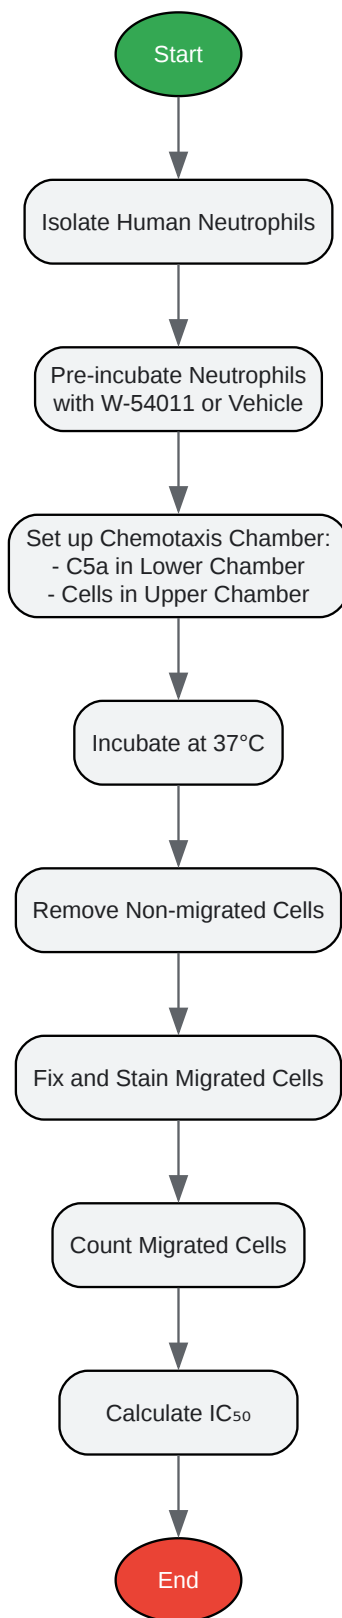 Start
Isolate Human Neutrophils
Pre-incubate Neutrophils
with W-54011 or Vehicle
Set up Chemotaxis Chamber:
- C5a in Lower Chamber
- Cells in Upper Chamber
Incubate at 37°C
Remove Non-migrated Cells
Fix and Stain Migrated Cells
Count Migrated Cells
Calculate IC₅₀
End